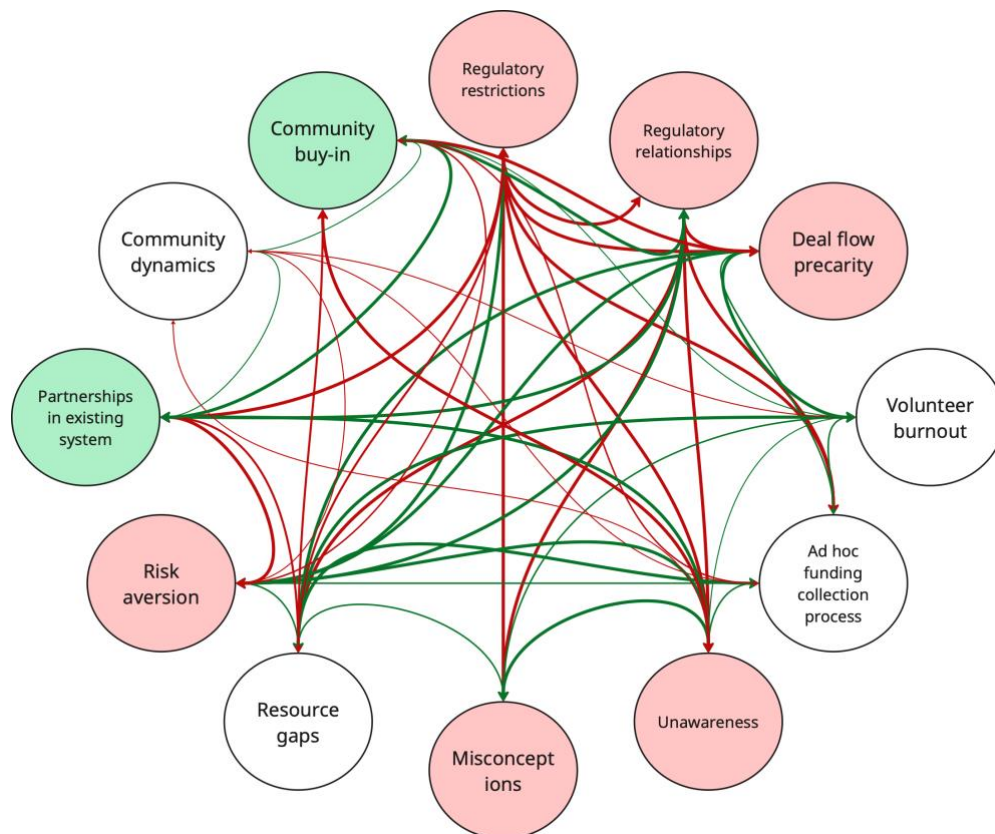 Regulatory
restrictions
Community
buy-in
Regulatory
relationships
Community
dynamics
Deal flow
precarity
Partnerships
in existing
system
Volunteer
burnout
Risk
aversion
Ad hoc
funding
collection
process
Resource
gaps
Misconcept
ions
Unawareness